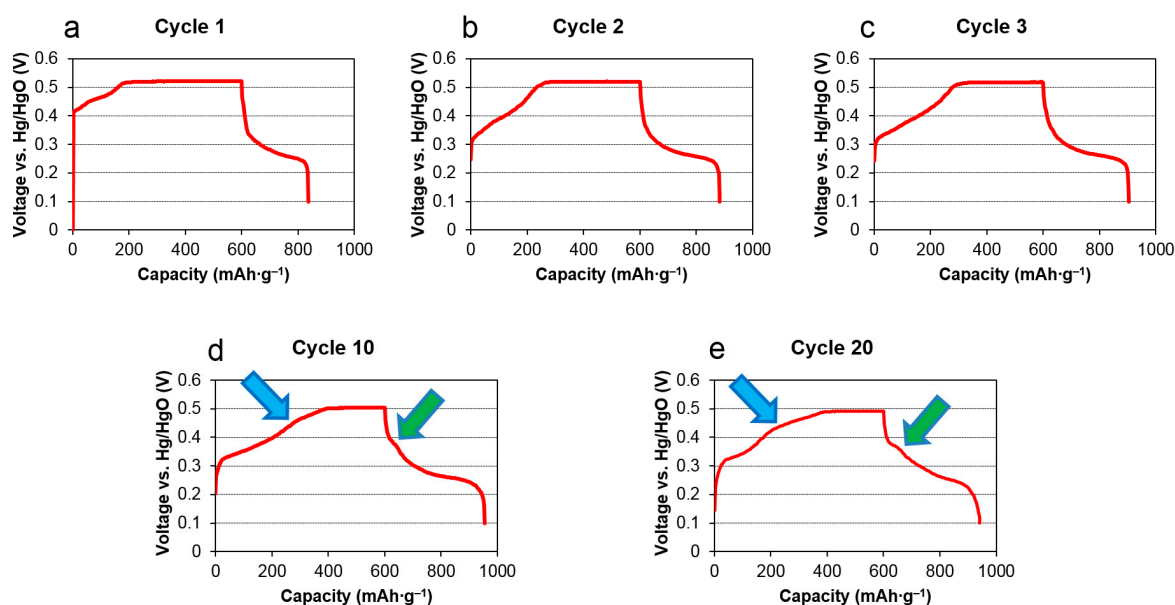 a
Cycle 1
Voltage vs. Hg/HgO (V)
0.6
0.5
0.4
0.3
0.2
0.1
0
0 200 400 600 800 1000
Capacity (mAh·g⁻¹)
b
Cycle 2
Voltage vs. Hg/HgO (V)
0.6
0.5
0.4
0.3
0.2
0.1
0
0 200 400 600 800 1000
Capacity (mAh·g⁻¹)
c
Cycle 3
Voltage vs. Hg/HgO (V)
0.6
0.5
0.4
0.3
0.2
0.1
0
0 200 400 600 800 1000
Capacity (mAh·g⁻¹)
d
Cycle 10
Voltage vs. Hg/HgO (V)
0.6
0.5
0.4
0.3
0.2
0.1
0
0 200 400 600 800 1000
Capacity (mAh·g⁻¹)
e
Cycle 20
Voltage vs. Hg/HgO (V)
0.6
0.5
0.4
0.3
0.2
0.1
0
0 200 400 600 800 1000
Capacity (mAh·g⁻¹)